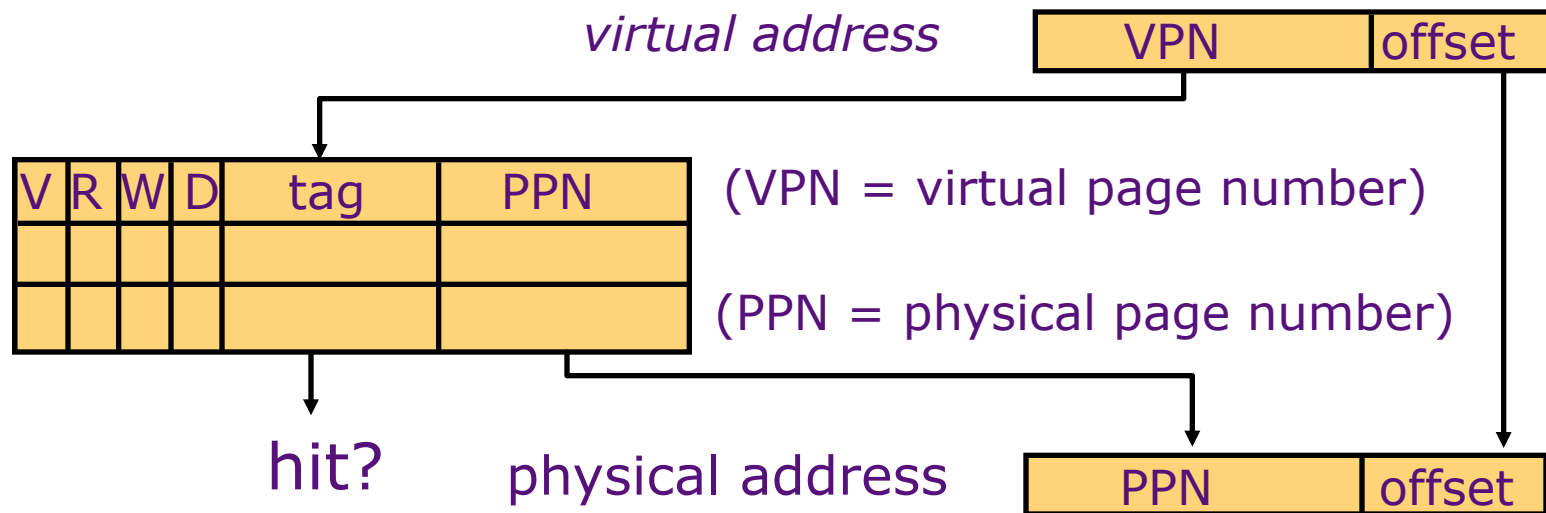 virtual address VPN offset
V R W D tag PPN (VPN = virtual page number)
(PPN = physical page number)
hit? physical address PPN offset